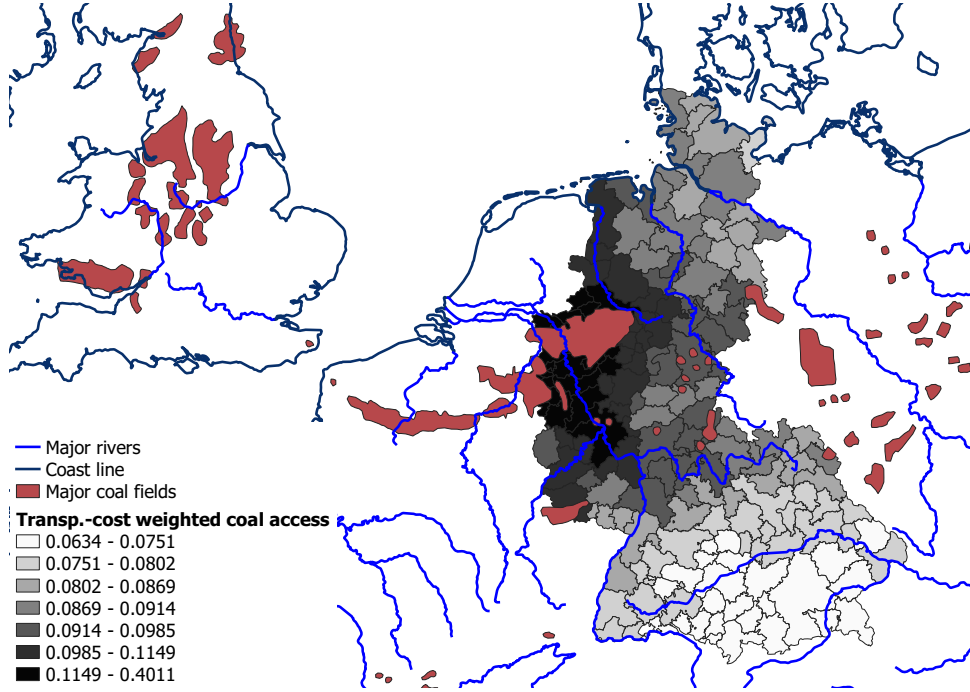 Major rivers
Coast line
Major coal fields
Transp.-cost weighted coal access
0.0634 - 0.0751
0.0751 - 0.0802
0.0802 - 0.0869
0.0869 - 0.0914
0.0914 - 0.0985
0.0985 - 0.1149
0.1149 - 0.4011